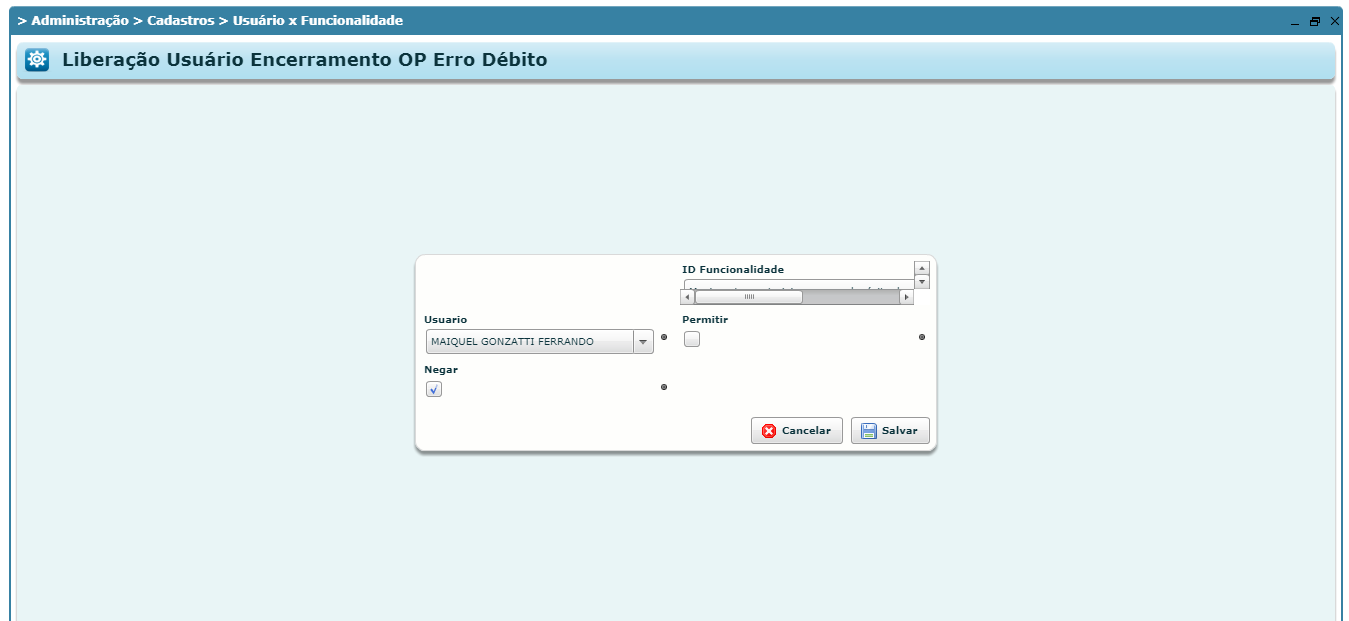 > Administração > Cadastros > Usuário x Funcionalidade
Liberação Usuário Encerramento OP Erro Débito
ID Funcionalidade
Usuario
Permitir
MAIQUEL GONZATTI FERRANDO
Negar
Cancelar
Salvar